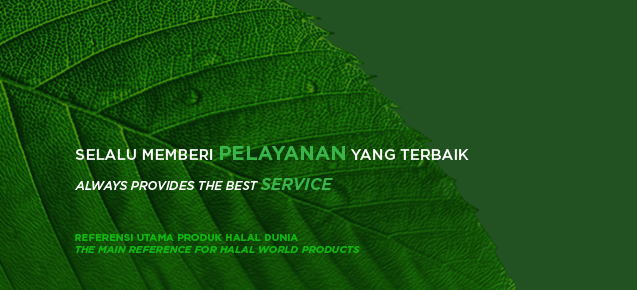 SELALU MEMBERI PELAYANAN YANG TERBAIK
ALWAYS PROVIDES THE BEST SERVICE
REFERENSI UTAMA PRODUK HALAL DUNIA
THE MAIN REFERENCE FOR HALAL WORLD PRODUCTS